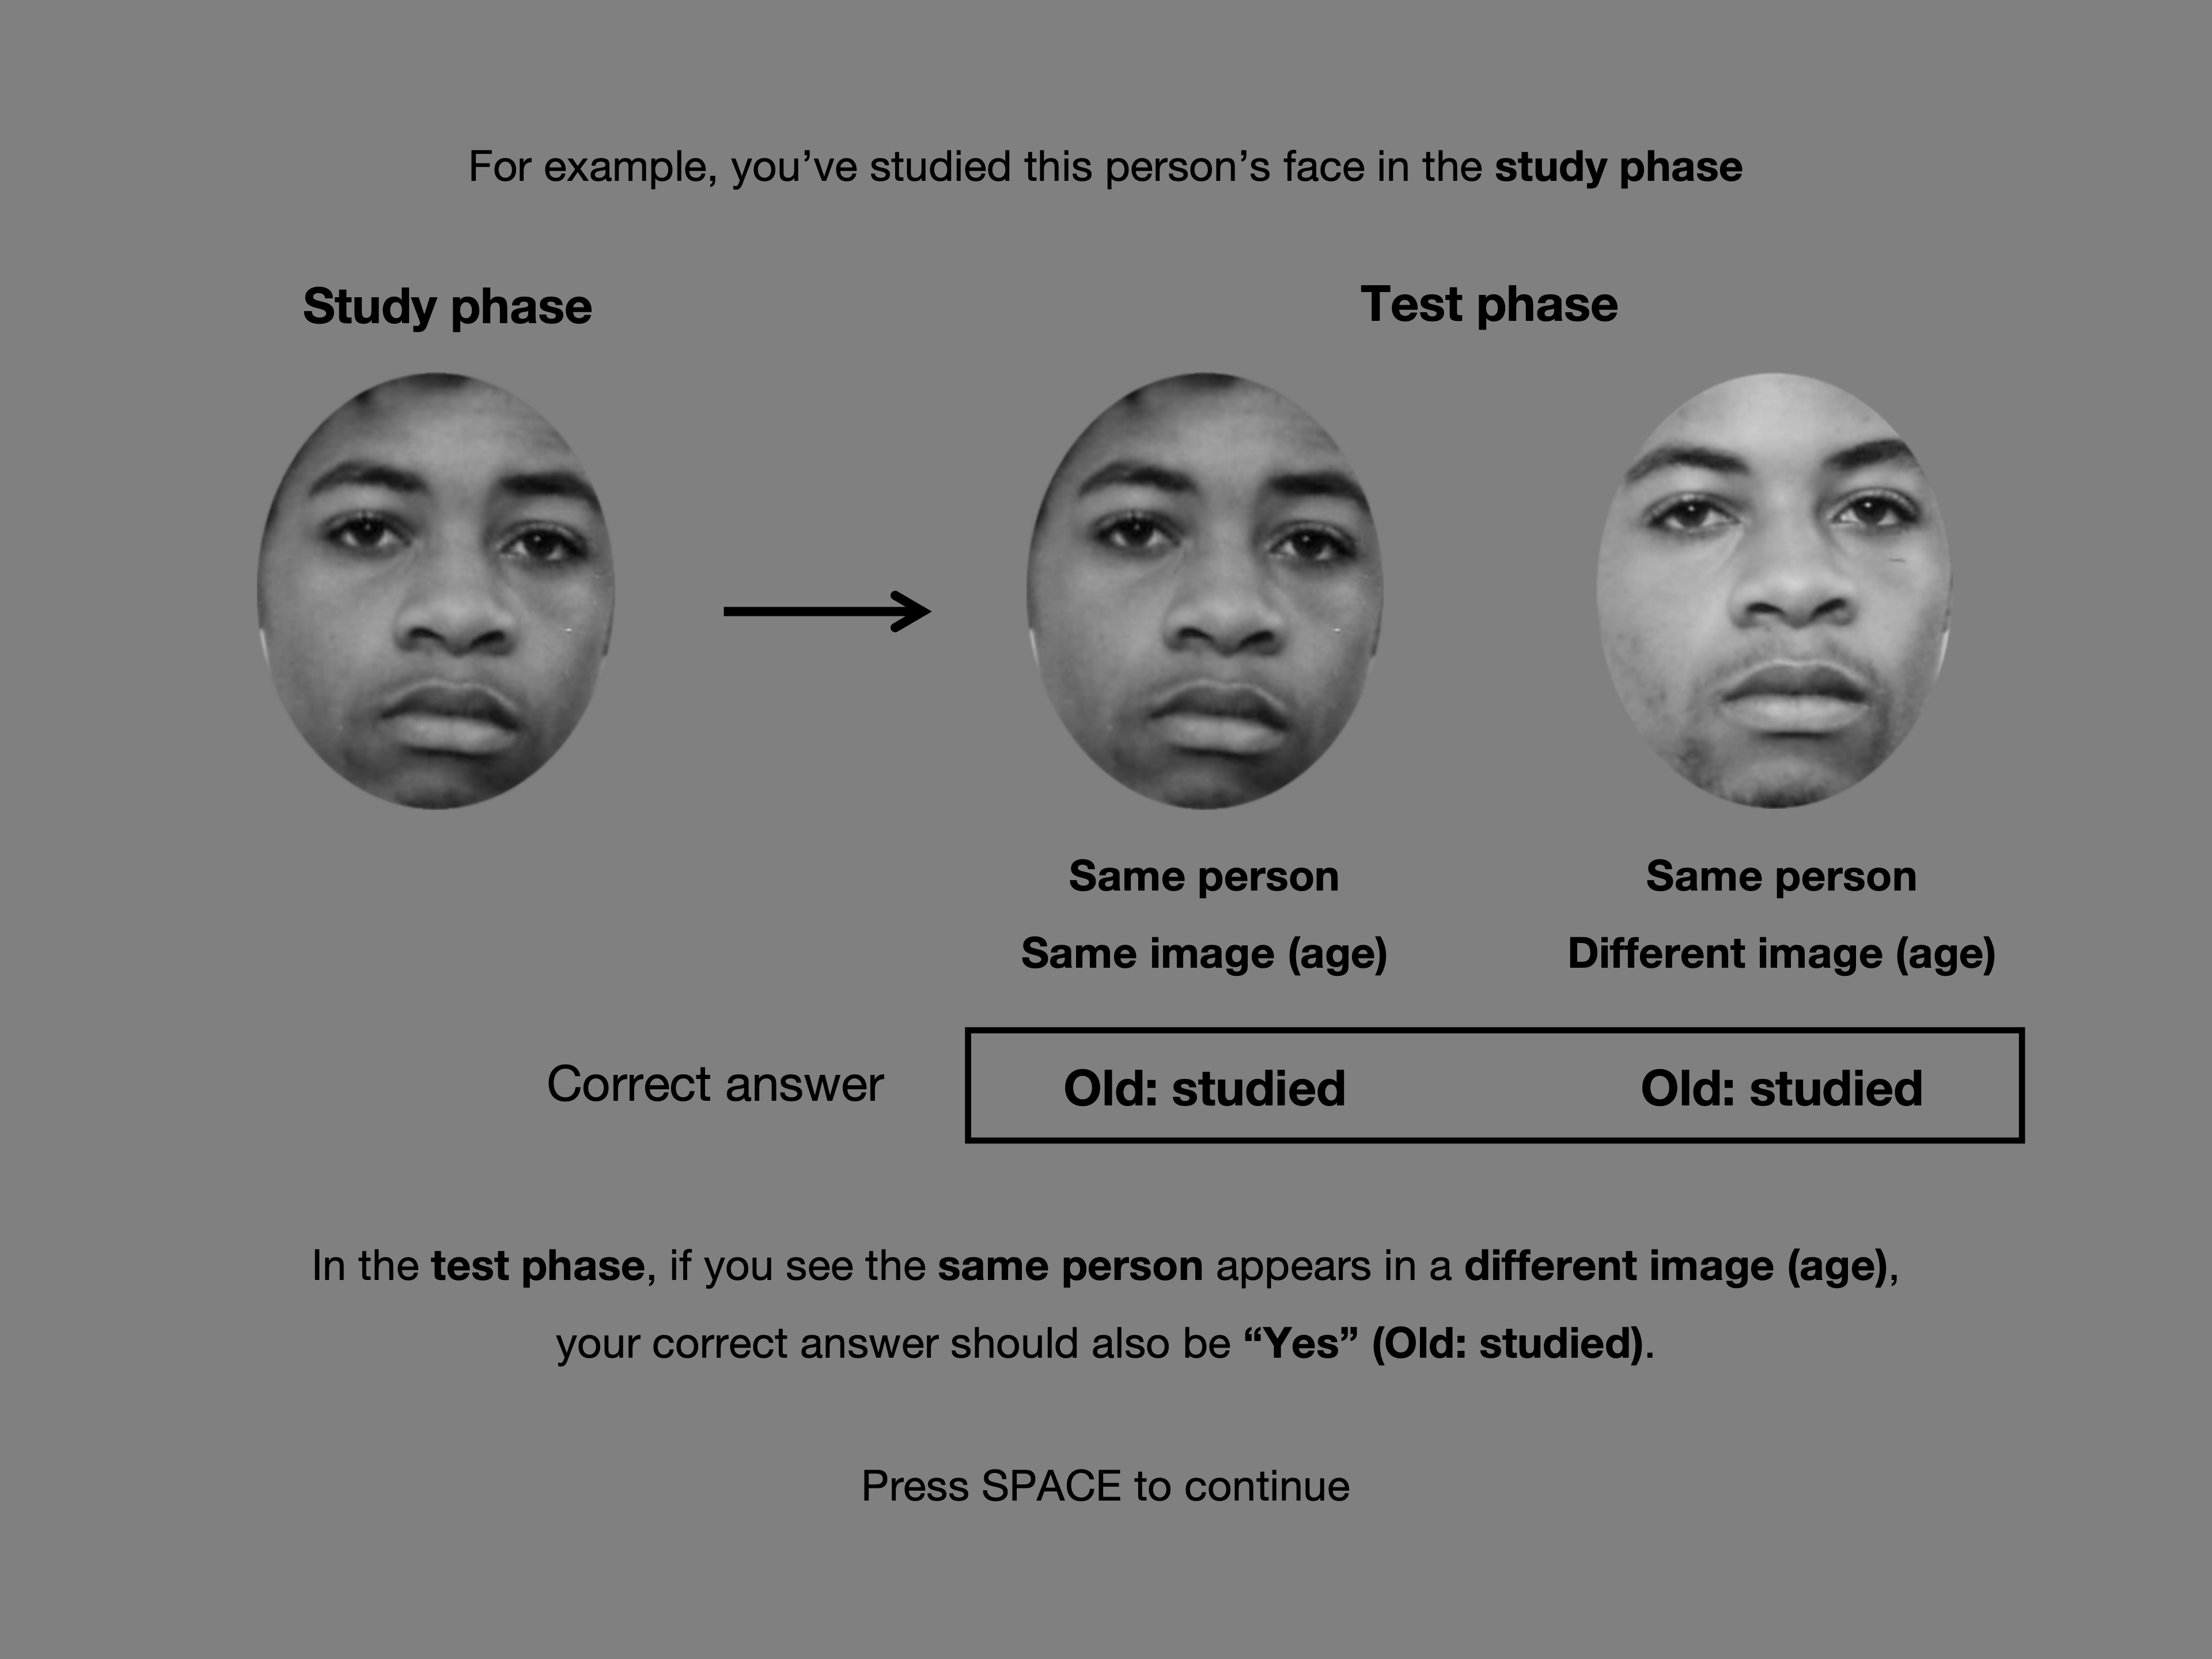 For example, you’ve studied this person’s face in the study phase
Study phase
Test phase
Same person
Same person
Same image (age)
Different image (age)
Correct answer
Old: studied
Old: studied
In the test phase, if you see the same person appears in a different image (age),
your correct answer should also be “Yes” (Old: studied).
Press SPACE to continue